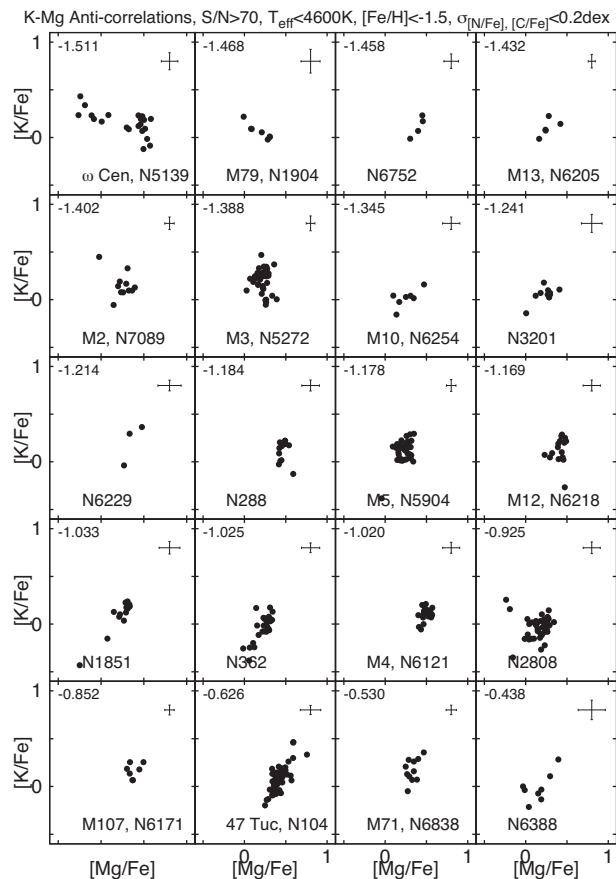 K-Mg Anti-correlations, S/N>70, T_eff<4600K, [Fe/H]<-1.5, σ_[N/Fe], [C/Fe]<0.2dex
1 -1.511 -1.468 -1.458 -1.432
[K/Fe]
0
ω Cen, N5139 M79, N1904 N6752 M13, N6205
1 -1.402 -1.388 -1.345 -1.241
[K/Fe]
0
M2, N7089 M3, N5272 M10, N6254 N3201
1 -1.214 -1.184 -1.178 -1.169
[K/Fe]
0
N6229 N288 M5, N5904 M12, N6218
1 -1.033 -1.025 -1.020 -0.925
[K/Fe]
0
N1851 N362 M4, N6121 N2808
1 -0.852 -0.626 -0.530 -0.438
[K/Fe]
0
M107, N6171 47 Tuc, N104 M71, N6838 N6388
0 1 0 1
[Mg/Fe] [Mg/Fe] [Mg/Fe] [Mg/Fe]